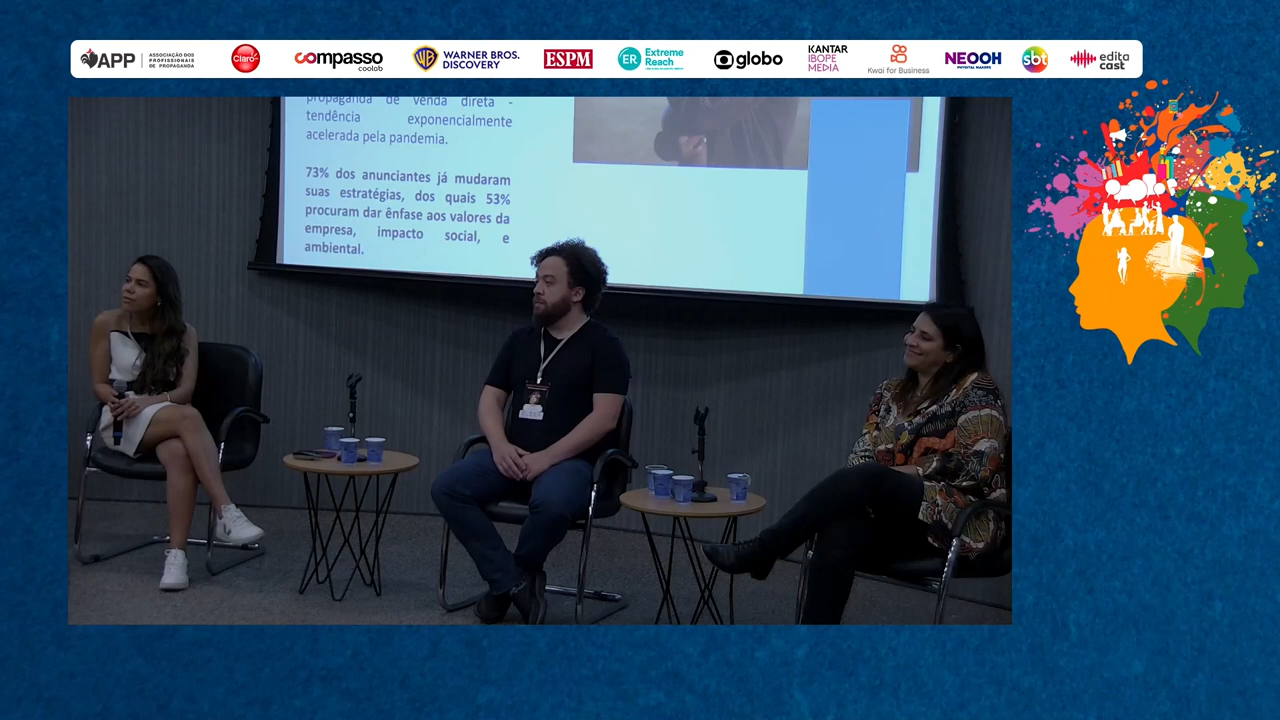 APP ASSOCIAÇÃO DOS PROFISSIONAIS DE PROPAGANDA
Claro
compasso coolab
WARNER BROS. DISCOVERY
ESPM
ER Extreme Reach
globo
KANTAR IBOPE MEDIA
Kwai for Business
NEOOH
sbt
edita cast
propaganda de venda direta -
tendência exponencialmente
acelerada pela pandemia.
73% dos anunciantes já mudaram
suas estratégias, dos quais 53%
procuram dar ênfase aos valores da
empresa, impacto social, e
ambiental.